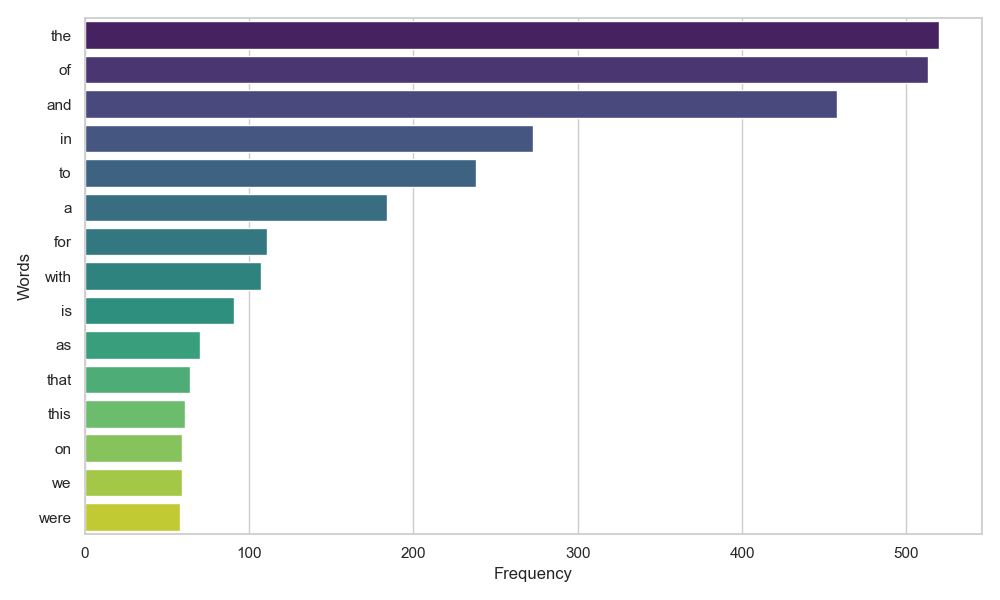 the
of
and
in
to
a
for
with
is
as
that
this
on
we
were
Words
0 100 200 300 400 500
Frequency